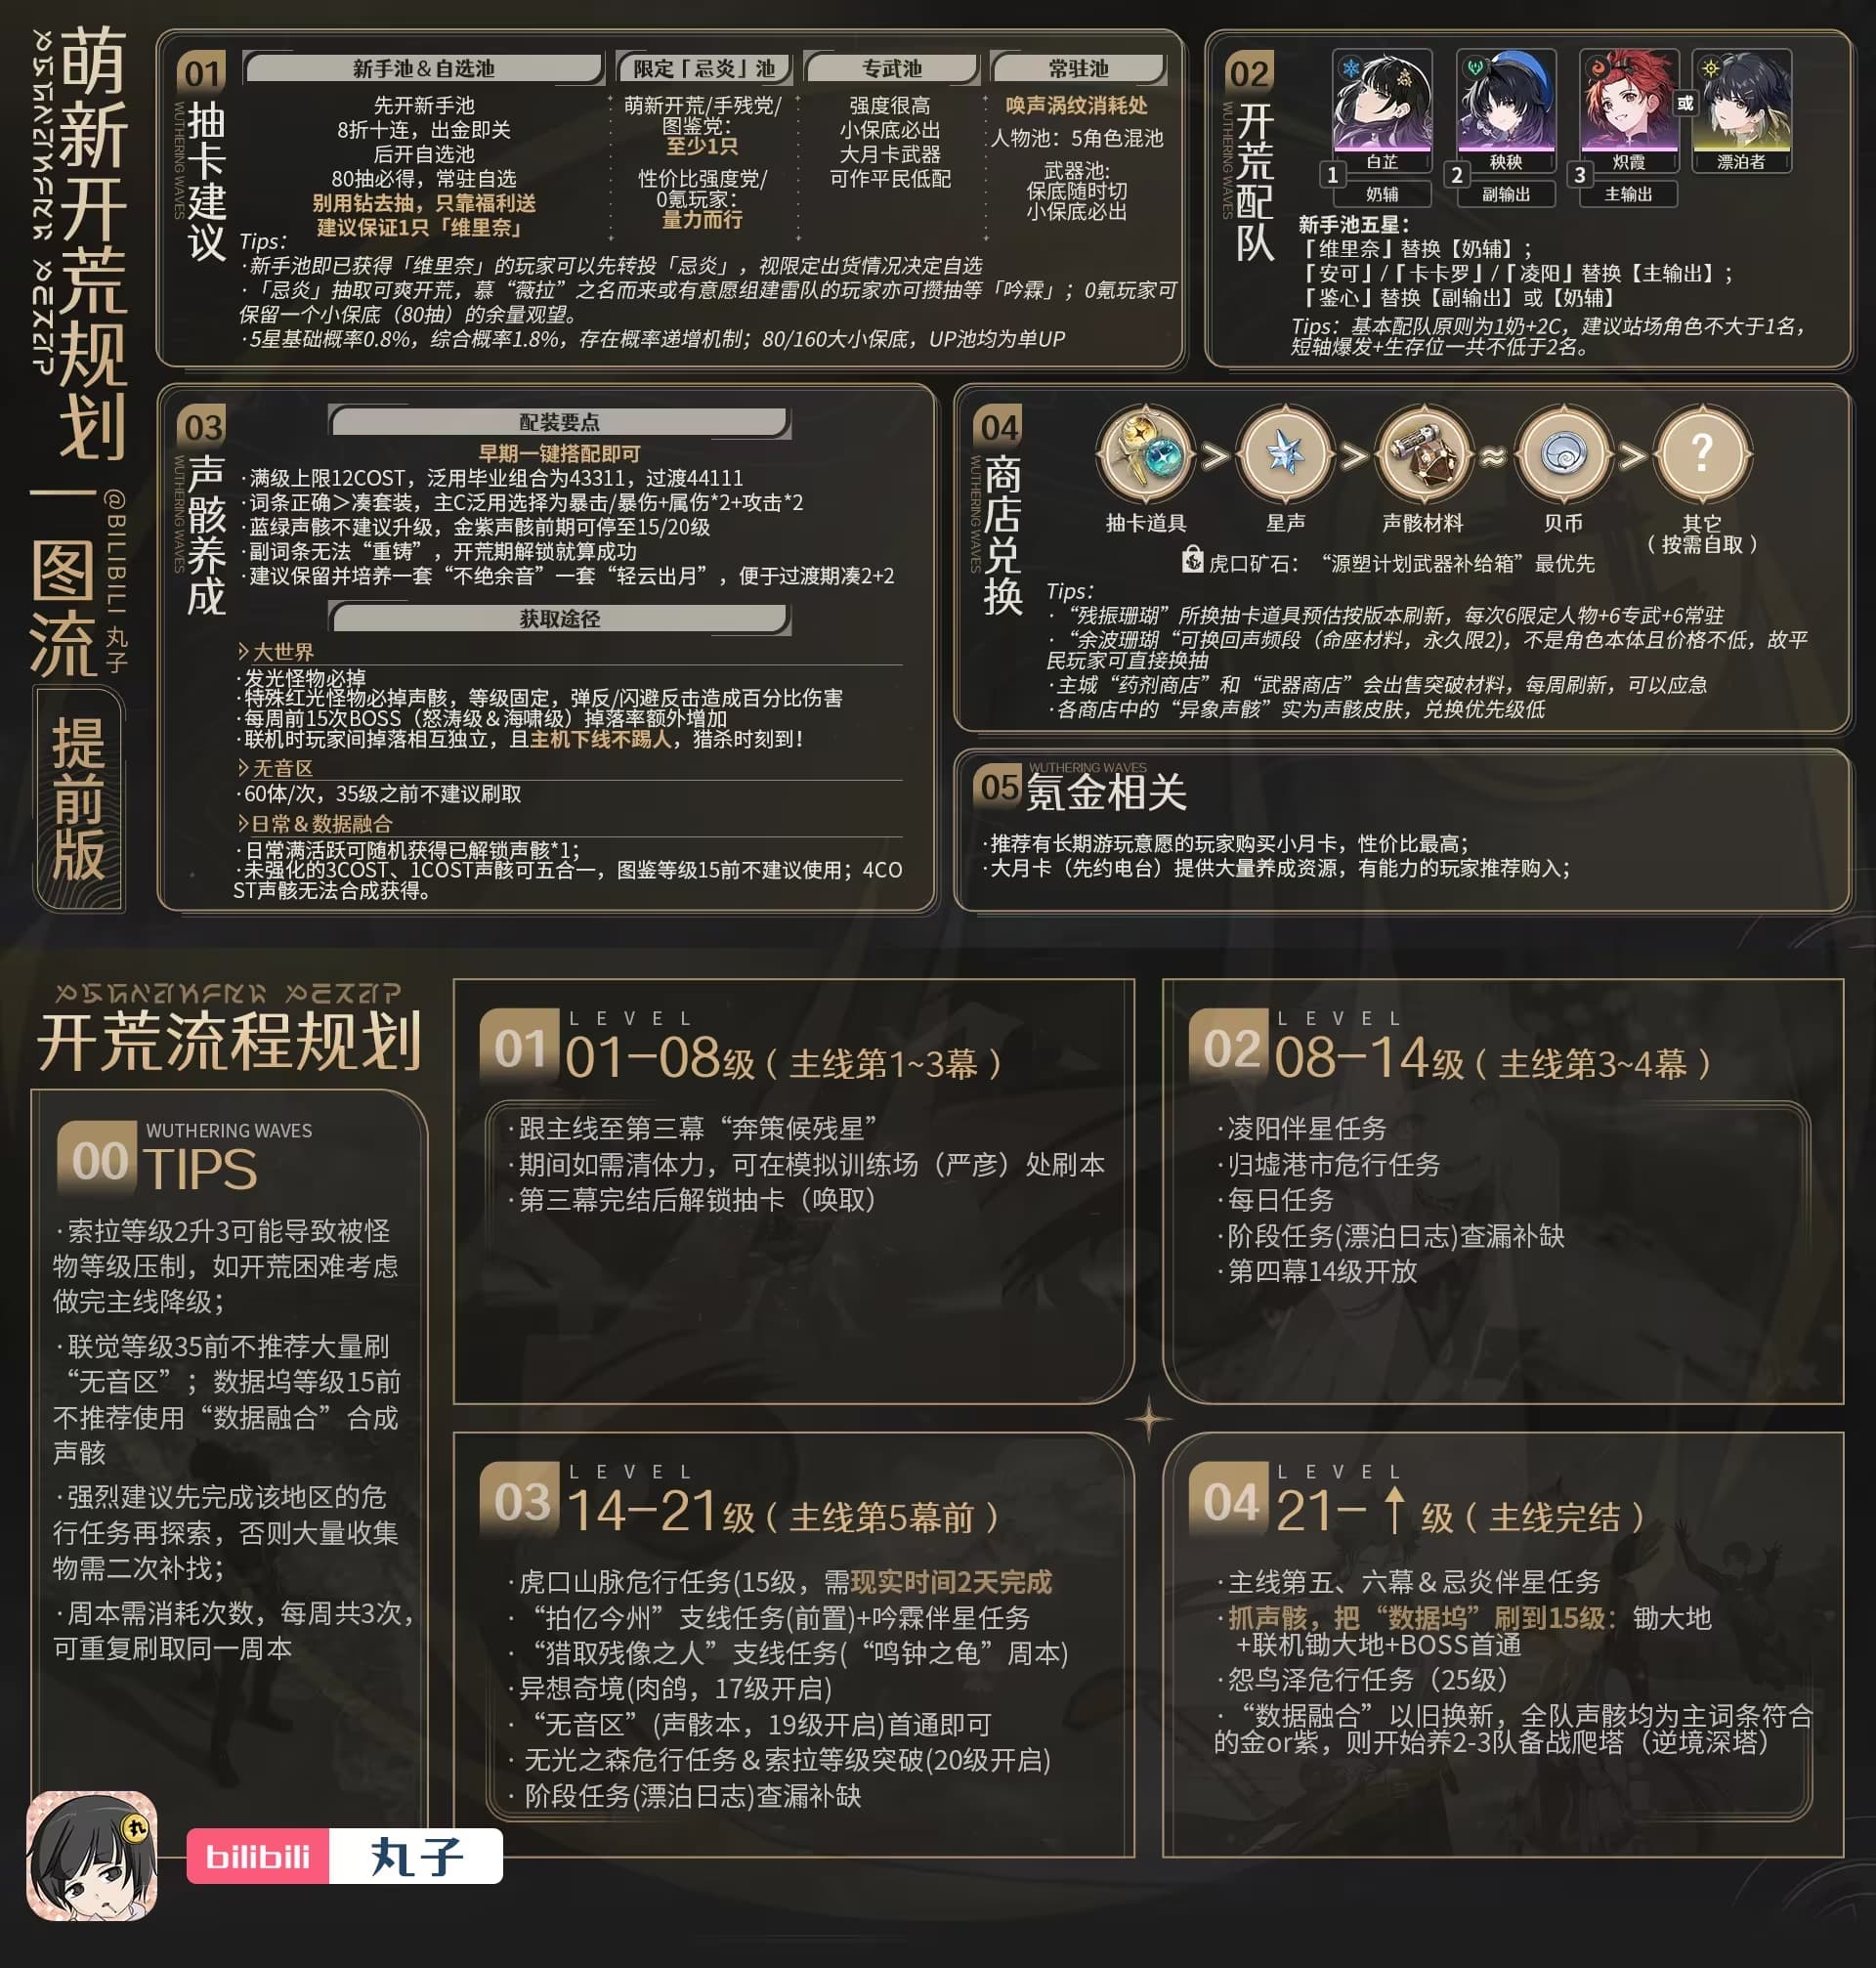 萌新开荒规划
一图流
@BILIBILI 丸子
提前版
01
抽卡建议
WUTHERING WAVES
新手池&自选池
先开新手池
8折十连，出金即关
后开自选池
80抽必得，常驻自选
别用钻去抽，只靠福利送
建议保证1只「维里奈」
限定「忌炎」池
萌新开荒/手残党/
图鉴党：
至少1只
性价比强度党/
0氪玩家：
量力而行
专武池
强度很高
小保底必出
大月卡武器
可作平民低配
常驻池
唤声涡纹消耗处
人物池：5角色混池
武器池:
保底随时切
小保底必出
Tips：
·新手池即已获得「维里奈」的玩家可以先转投「忌炎」，视限定出货情况决定自选
·「忌炎」抽取可爽开荒，慕“薇拉”之名而来或有意愿组建雷队的玩家亦可攒抽等「吟霖」；0氪玩家可
保留一个小保底（80抽）的余量观望。
·5星基础概率0.8%，综合概率1.8%，存在概率递增机制；80/160大小保底，UP池均为单UP
02
开荒配队
WUTHERING WAVES
白芷
1
奶辅
秧秧
2
副输出
炽霞
或
漂泊者
3
主输出
新手池五星：
「维里奈」替换【奶辅】；
「安可」/「卡卡罗」/「凌阳」替换【主输出】；
「鉴心」替换【副输出】或【奶辅】
Tips：基本配队原则为1奶+2C，建议站场角色不大于1名，
短轴爆发+生存位一共不低于2名。
03
声骸养成
WUTHERING WAVES
配装要点
早期一键搭配即可
·满级上限12COST，泛用毕业组合为43311，过渡44111
·词条正确＞凑套装，主C泛用选择为暴击/暴伤+属伤*2+攻击*2
·蓝绿声骸不建议升级，金紫声骸前期可停至15/20级
·副词条无法“重铸”，开荒期解锁就算成功
·建议保留并培养一套“不绝余音”一套“轻云出月”，便于过渡期凑2+2
获取途径
大世界
·发光怪物必掉
·特殊红光怪物必掉声骸，等级固定，弹反/闪避反击造成百分比伤害
·每周前15次BOSS（怒涛级＆海啸级）掉落率额外增加
·联机时玩家间掉落相互独立，且主机下线不踢人，猎杀时刻到！
无音区
·60体/次，35级之前不建议刷取
日常＆数据融合
·日常满活跃可随机获得已解锁声骸*1；
·未强化的3COST、1COST声骸可五合一，图鉴等级15前不建议使用；4CO
ST声骸无法合成获得。
04
商店兑换
WUTHERING WAVES
> > ≈ > ?
抽卡道具 星声 声骸材料 贝币 其它
（按需自取）
虎口矿石：“源塑计划武器补给箱”最优先
Tips：
·“残振珊瑚”所换抽卡道具预估按版本刷新，每次6限定人物+6专武+6常驻
·“余波珊瑚“可换回声频段（命座材料，永久限2)，不是角色本体且价格不低，故平
民玩家可直接换抽
·主城“药剂商店”和“武器商店”会出售突破材料，每周刷新，可以应急
·各商店中的“异象声骸”实为声骸皮肤，兑换优先级低
05
WUTHERING WAVES
氪金相关
·推荐有长期游玩意愿的玩家购买小月卡，性价比最高；
·大月卡（先约电台）提供大量养成资源，有能力的玩家推荐购入；
开荒流程规划
00
WUTHERING WAVES
TIPS
·索拉等级2升3可能导致被怪
物等级压制，如开荒困难考虑
做完主线降级；
·联觉等级35前不推荐大量刷
“无音区”；数据坞等级15前
不推荐使用“数据融合”合成
声骸
·强烈建议先完成该地区的危
行任务再探索，否则大量收集
物需二次补找；
·周本需消耗次数，每周共3次，
可重复刷取同一周本
01
LEVEL
01-08级（主线第1~3幕）
·跟主线至第三幕“奔策候残星”
·期间如需清体力，可在模拟训练场（严彦）处刷本
·第三幕完结后解锁抽卡（唤取）
02
LEVEL
08-14级（主线第3~4幕）
·凌阳伴星任务
·归墟港市危行任务
·每日任务
·阶段任务(漂泊日志)查漏补缺
·第四幕14级开放
03
LEVEL
14-21级（主线第5幕前）
·虎口山脉危行任务(15级，需现实时间2天完成
·“拍亿今州”支线任务(前置)+吟霖伴星任务
·“猎取残像之人”支线任务(“鸣钟之龟”周本)
·异想奇境(肉鸽，17级开启)
·“无音区”(声骸本，19级开启)首通即可
·无光之森危行任务＆索拉等级突破(20级开启)
·阶段任务(漂泊日志)查漏补缺
04
LEVEL
21-↑级（主线完结）
·主线第五、六幕＆忌炎伴星任务
·抓声骸，把“数据坞”刷到15级：锄大地
+联机锄大地+BOSS首通
·怨鸟泽危行任务（25级）
·“数据融合”以旧换新，全队声骸均为主词条符合
的金or紫，则开始养2-3队备战爬塔（逆境深塔）
丸
bilibili 丸子